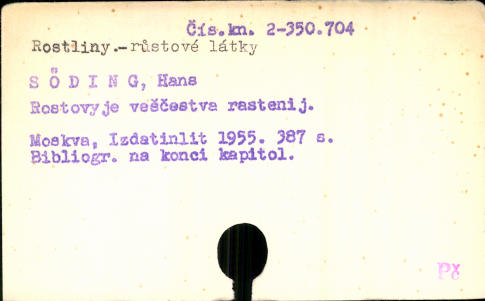 Čís.kn. 2-350.704
Rostliny.-růstové látky
S Ö D I N G, Hans
Rostovyje veščestva rastenij.
Moskva, Izdatinlit 1955. 387 s.
Bibliogr. na konci kapitol.